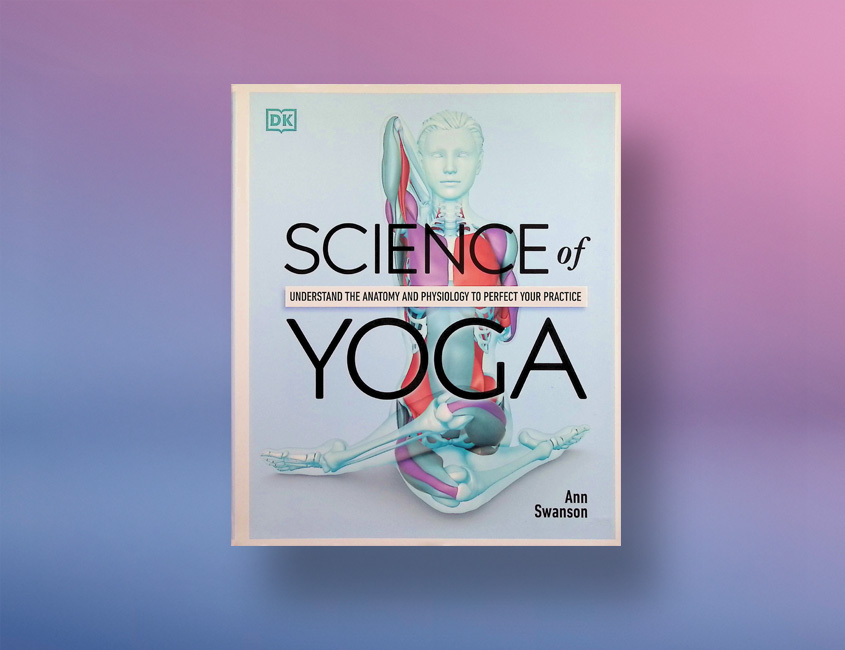 DK
SCIENCE of
UNDERSTAND THE ANATOMY AND PHYSIOLOGY TO PERFECT YOUR PRACTICE
YOGA
Ann
Swanson